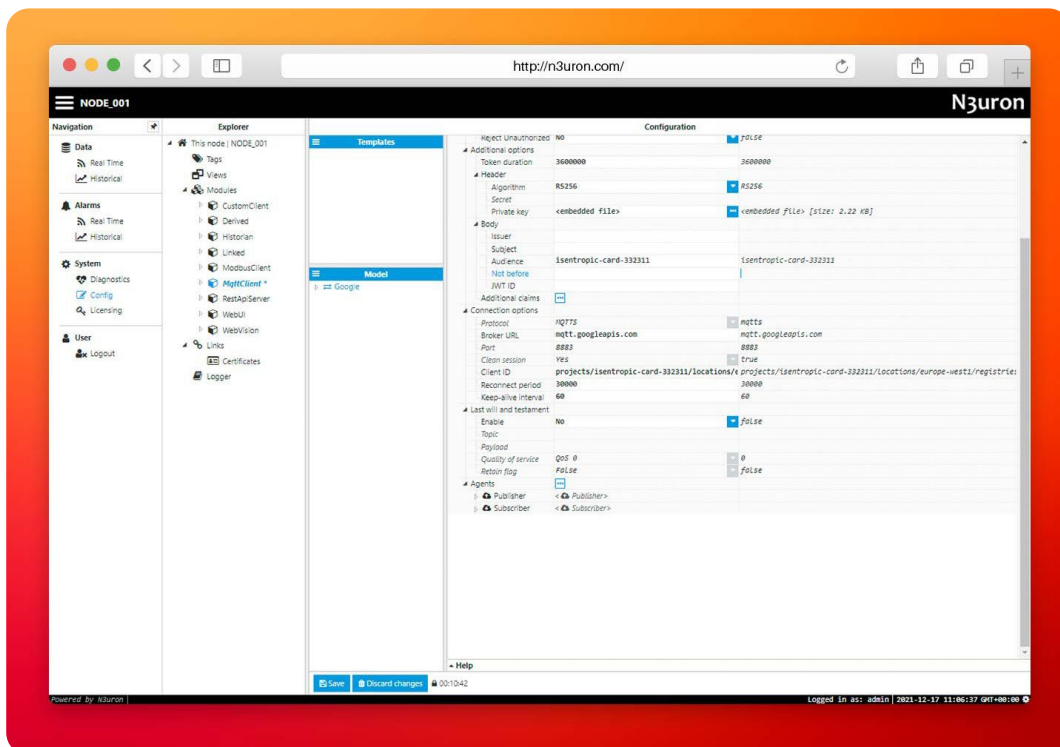 http://n3uron.com/
NODE_001
N3uron
Navigation
Explorer
Configuration
Data
Real Time
Historical
Alarms
Real Time
Historical
System
Diagnostics
Config
Licensing
User
Logout
This node | NODE_001
Tags
Views
Modules
CustomClient
Derived
Historian
Linked
ModbusClient
MqttClient *
RestApiServer
WebUI
WebVision
Links
Certificates
Logger
Templates
Model
Google
Reject Unauthorized No false
Additional options
Token duration 3600000 3600000
Header
Algorithm RS256 RS256
Secret
Private key <embedded file> <embedded file> [size: 2.22 KB]
Body
Issuer
Subject
Audience isentropic-card-332311 isentropic-card-332311
Not before
JWT ID
Additional claims
Connection options
Protocol MQTTS mqtts
Broker URL mqtt.googleapis.com mqtt.googleapis.com
Port 8883 8883
Clean session Yes true
Client ID projects/isentropic-card-332311/locations/e projects/isentropic-card-332311/locations/europe-west1/registries
Reconnect period 30000 30000
Keep-alive interval 60 60
Last will and testament
Enable No false
Topic
Payload
Quality of service QoS 0 0
Retain flag False false
Agents
Publisher < Publisher>
Subscriber < Subscriber>
Help
Save Discard changes 00:10:42
Powered by N3uron
Logged in as: admin | 2021-12-17 11:06:37 GMT+00:00